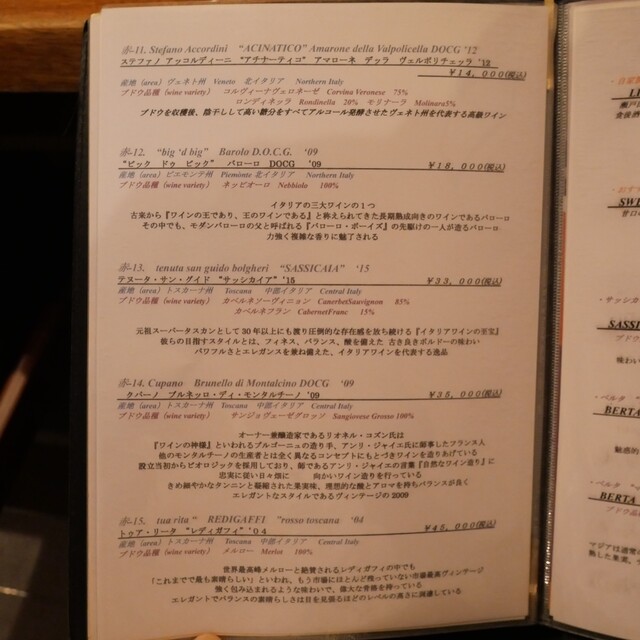 赤-11. Stefano Accordini “ACINATICO” Amarone della Valpolicella DOCG '12
ステファノ アッコルディーニ “アチナーティコ” アマローネ デッラ ヴェルポリチェッラ '12
￥14,000(税込)
産地 (area) ヴェネト州 Veneto 北イタリア Northern Italy
ブドウ品種 (wine variety) コルヴィーナヴェロネーゼ Corvina Veronese 75%
コロンディネッラ Rondinella 20% モリナーラ Molinara5%
ブドウを収穫後、陰干しして高い糖分をすべてアルコール発酵させたヴェネト州を代表する高級ワイン
赤-12. “big 'd big” Barolo D.O.C.G. '09
“ビック ドゥ ビック” バローロ DOCG '09 ￥18,000(税込)
産地 (area) ピエモンテ州 Piemonte 北イタリア Northern Italy
ブドウ品種 (wine variety) ネッビオーロ Nebbiola 100%
イタリアの三大ワインの1つ
古来から『ワインの王であり、王のワインである』と称えられてきた長期熟成向きのワインであるバローロ
その中でも、モダンバローロの父と呼ばれる『バローロ・ボーイズ』の先駆けの一人が造るバローロ
力強く複雑な香りに魅了される
赤-13. tenuta san guido bolgheri “SASSICAIA” '15
テヌータ・サン・グイド “サッシカイア” '15 ￥33,000(税込)
産地 (area) トスカーナ州 Toscana 中部イタリア Central Italy
ブドウ品種 (wine variety) カベルネソーヴィニョン CanerbetSauvignon 85%
カベルネフラン CabernetFranc 15%
元祖スーパータスカンとして30年以上にも渡り圧倒的な存在感を放ち続ける『イタリアワインの至宝』
彼らの目指すスタイルとは、フィネス、バランス、酸を備えた 古き良きボルドーの味わい
パワフルさとエレガンスを兼ね備えた、イタリアワインを代表する逸品
赤-14. Cupano Brunello di Montalcino DOCG '09
クパーノ ブルネッロ・ディ・モンタルチーノ '09 ￥35,000(税込)
産地 (area) トスカーナ州 Toscana 中部イタリア Central Italy
ブドウ品種 (wine variety) サンジョヴェーゼグロッソ Sangiovese Grosso 100%
オーナー兼醸造家であるリオネル・コズン氏は
『ワインの神様』といわれるブルゴーニュの造り手、アンリ・ジャイエ氏に師事したフランス人
他のモンタルチーノの生産者とは全く異なるコンセプトにもとづきワインを造りあげている
設立当初からビオロジックを採用しており、師であるアンリ・ジャイエの言葉『自然なワイン造り』に
忠実に従い日々畑に 向かいワイン造りを行っている
きめ細やかなタンニンと凝縮された果実味、理想的な酸とアロマを持ちバランスが良く
エレガントなスタイルであるヴィンテージの2009
赤-15. tua rita “ REDIGAFFI ”rosso toscana '04
トゥア・リータ “レディガフィ” '04 ￥45,000(税込)
産地 (area) トスカーナ州 Toscana 中部イタリア Central Italy
ブドウ品種 (wine variety) メルロー Merlot 100%
世界最高峰メルローと絶賛されるレディガフィの中でも
「これまでで最も素晴らしい」といわれ、もう市場にほとんど残っていない市場最高ヴィンテージ
強く包み込まれるような味わいで、雄大な骨格を持っている
エレガントでバランスの素晴らしさは目を見張るほどのレベルの高さに到達している
SASSI
BERTA
BERTA